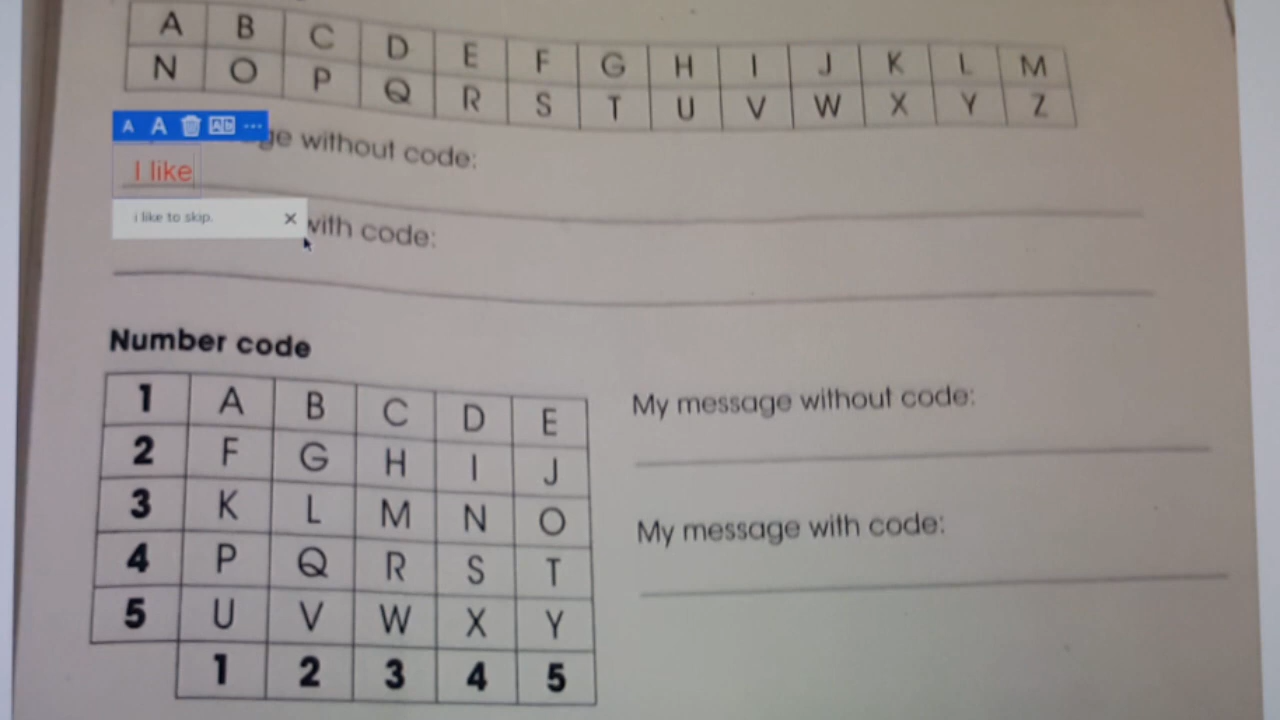 A B C D E F G H I J K L M
N O P Q R S T U V W X Y Z
A A
ge without code:
I like
i like to skip.
with code:
Number code
1 A B C D E
2 F G H I J
3 K L M N O
4 P Q R S T
5 U V W X Y
1 2 3 4 5
My message without code:
My message with code: